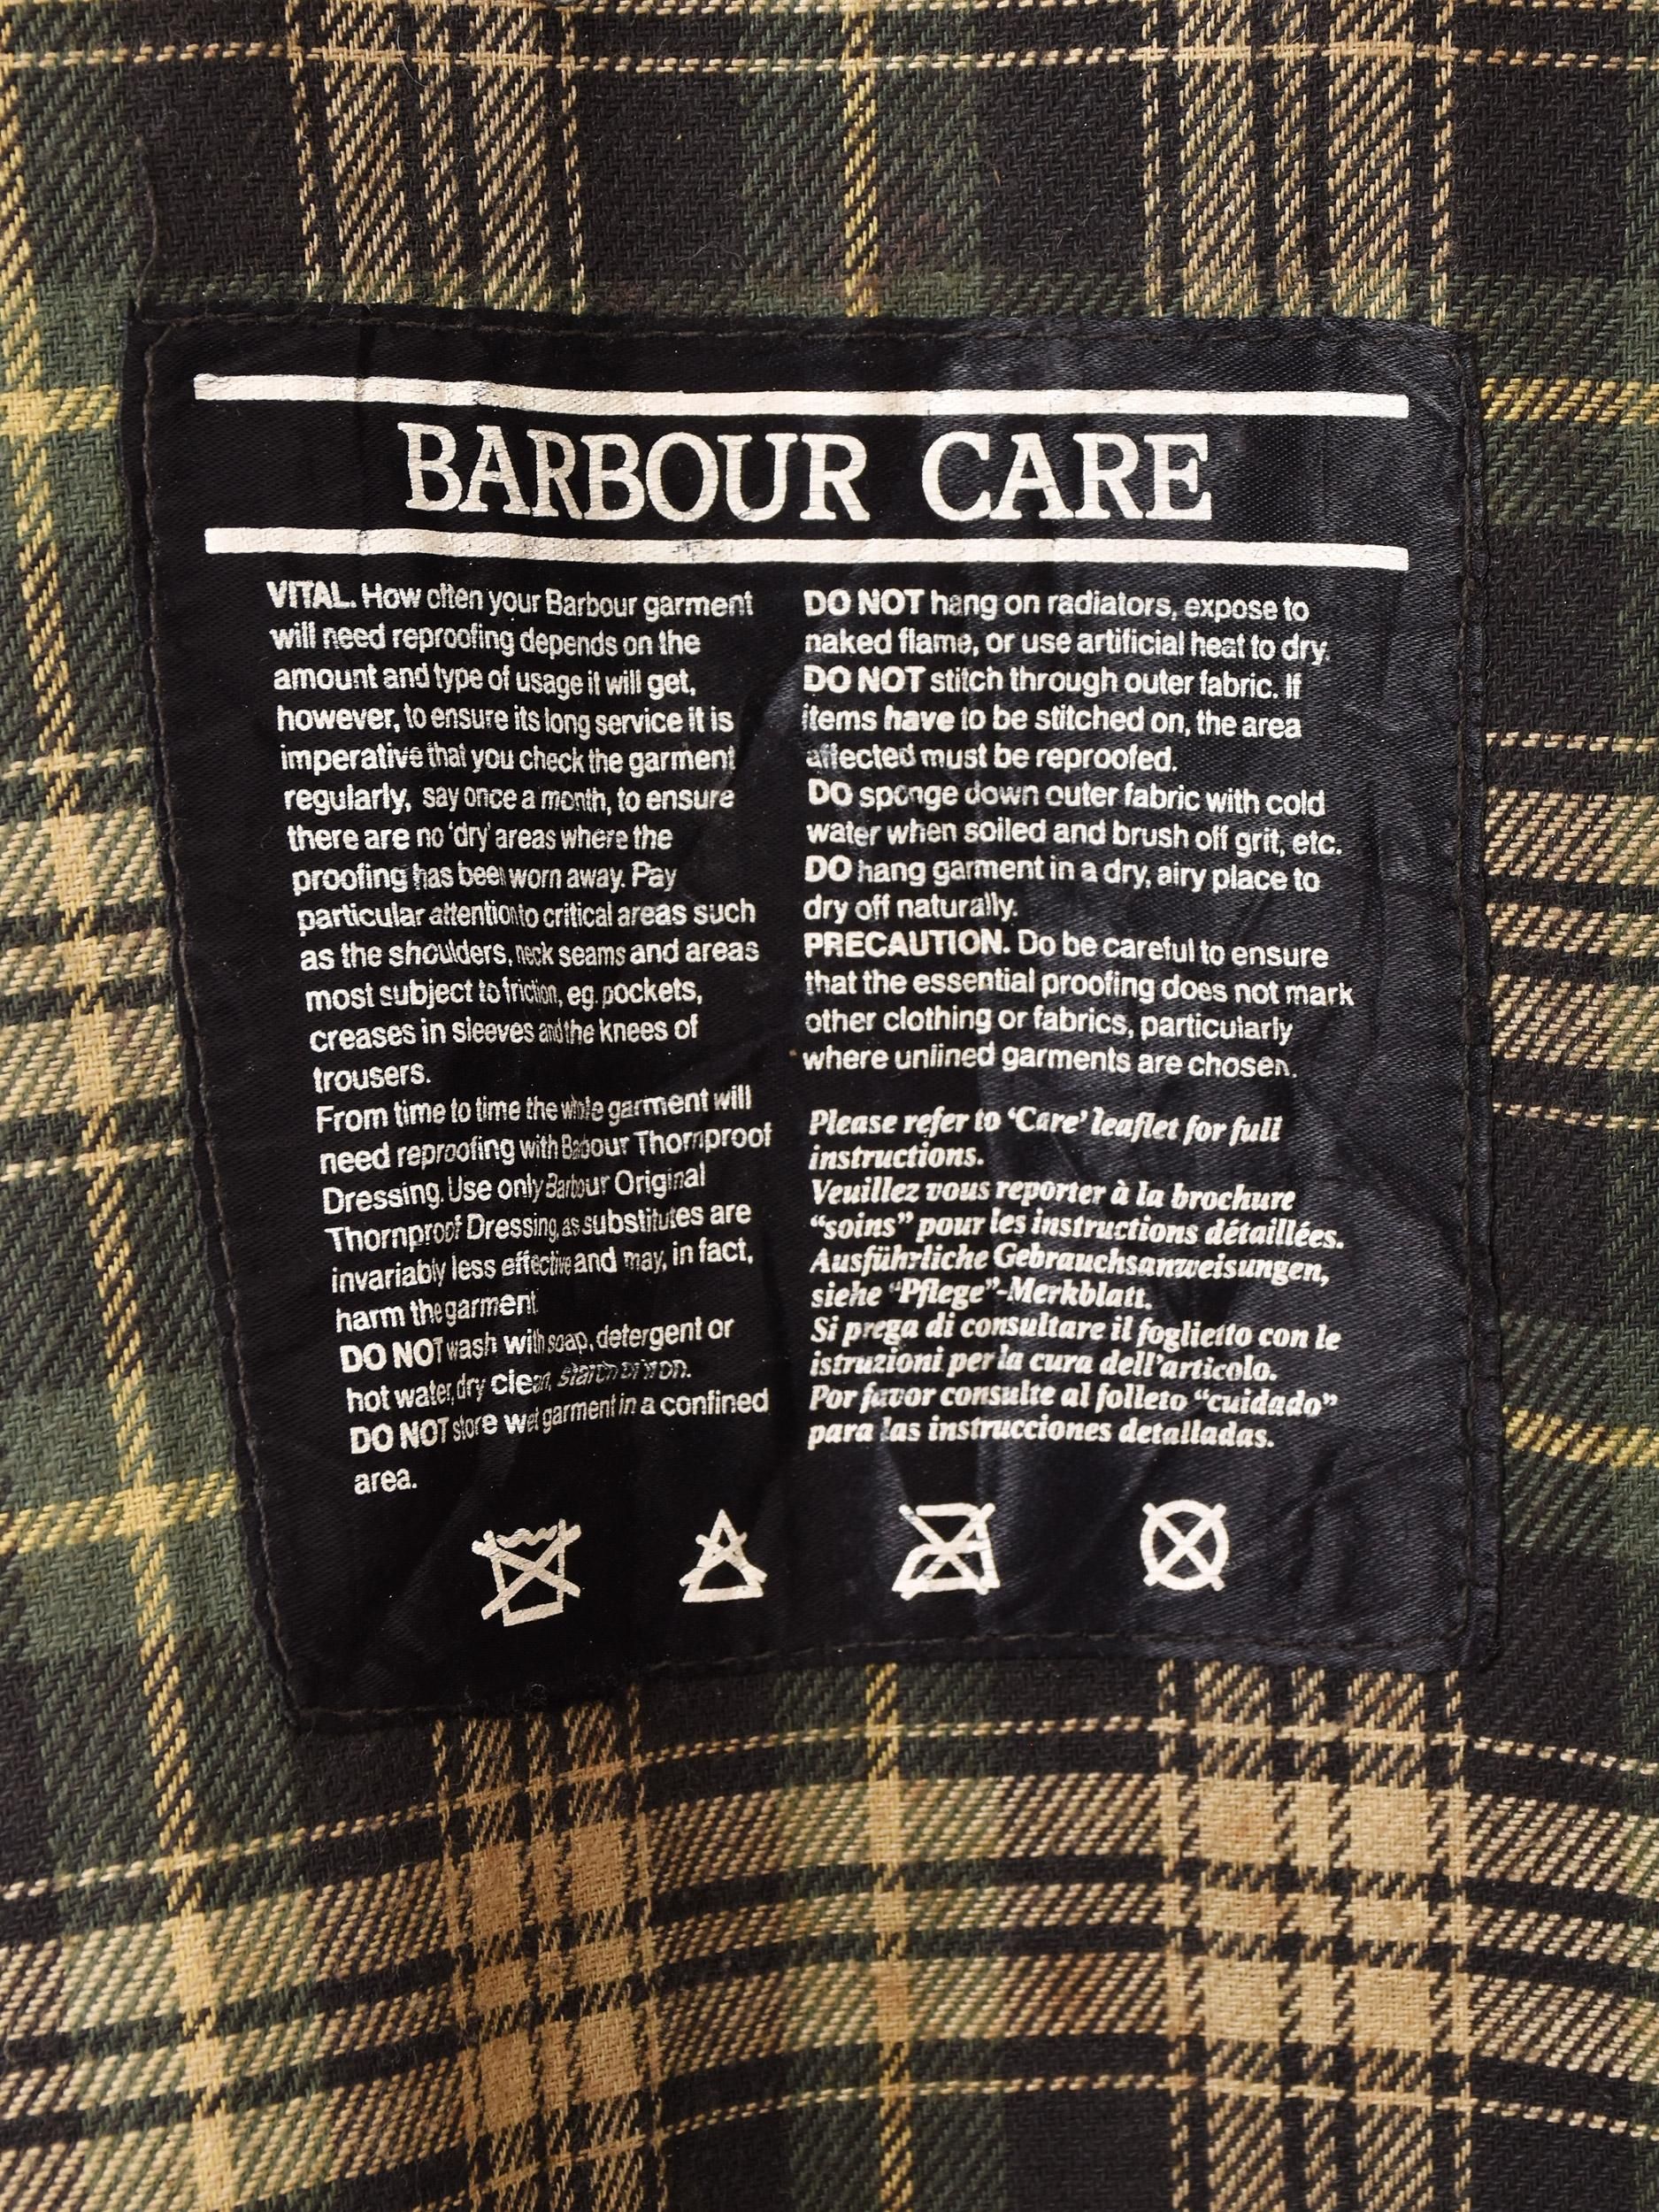 BARBOUR CARE
VITAL. How often your Barbour garment
will need reproofing depends on the
amount and type of usage it will get,
however, to ensure its long service it is
imperative that you check the garment
regularly, say once a month, to ensure
there are no 'dry' areas where the
proofing has been worn away. Pay
particular attention to critical areas such
as the shoulders, neck seams and areas
most subject to friction, eg. pockets,
creases in sleeves and the knees of
trousers.
From time to time the whole garment will
need reproofing with Barbour Thornproof
Dressing. Use only Barbour Original
Thornproof Dressing, as substitutes are
invariably less effective and may, in fact,
harm the garment.
DO NOT wash with soap, detergent or
hot water, dry clean, starch or iron.
DO NOT store wet garment in a confined
area.
DO NOT hang on radiators, expose to
naked flame, or use artificial heat to dry.
DO NOT stitch through outer fabric. If
items have to be stitched on, the area
affected must be reproofed.
DO sponge down outer fabric with cold
water when soiled and brush off grit, etc.
DO hang garment in a dry, airy place to
dry off naturally.
PRECAUTION. Do be careful to ensure
that the essential proofing does not mark
other clothing or fabrics, particularly
where unlined garments are chosen.
Please refer to 'Care' leaflet for full
instructions.
Veuillez vous reporter à la brochure
"soins" pour les instructions détaillées.
Ausführliche Gebrauchsanweisungen,
siehe "Pflege"-Merkblatt.
Si prega di consultare il foglietto con le
istruzioni per la cura dell'articolo.
Por favor consulte al folleto "cuidado"
para las instrucciones detalladas.